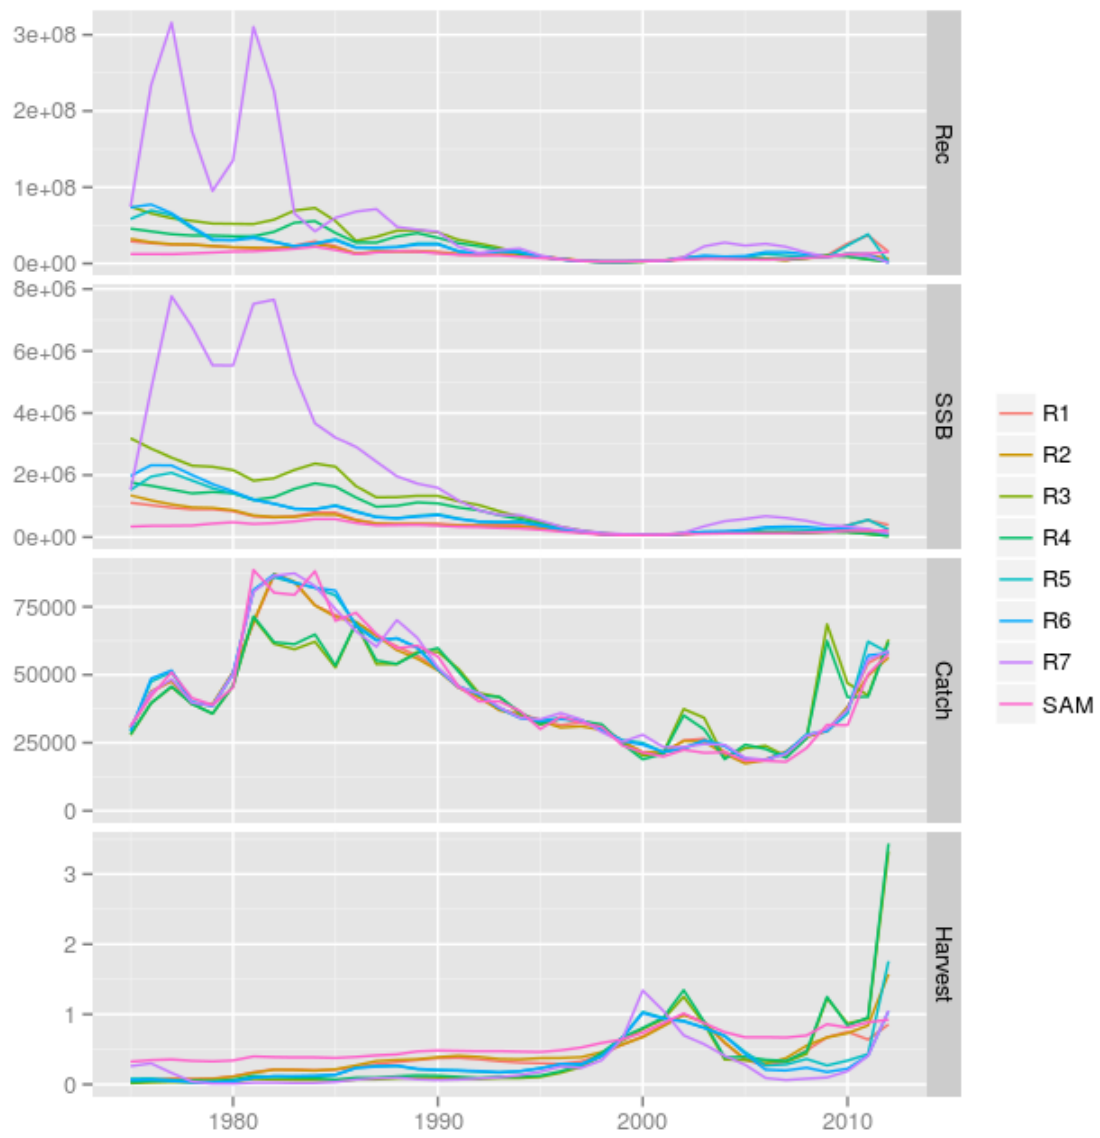 3e+08
2e+08
1e+08
0e+00
Rec
8e+06
6e+06
4e+06
2e+06
0e+00
SSB
75000
50000
25000
0
Catch
3
2
1
0
Harvest
1980
1990
2000
2010
R1
R2
R3
R4
R5
R6
R7
SAM